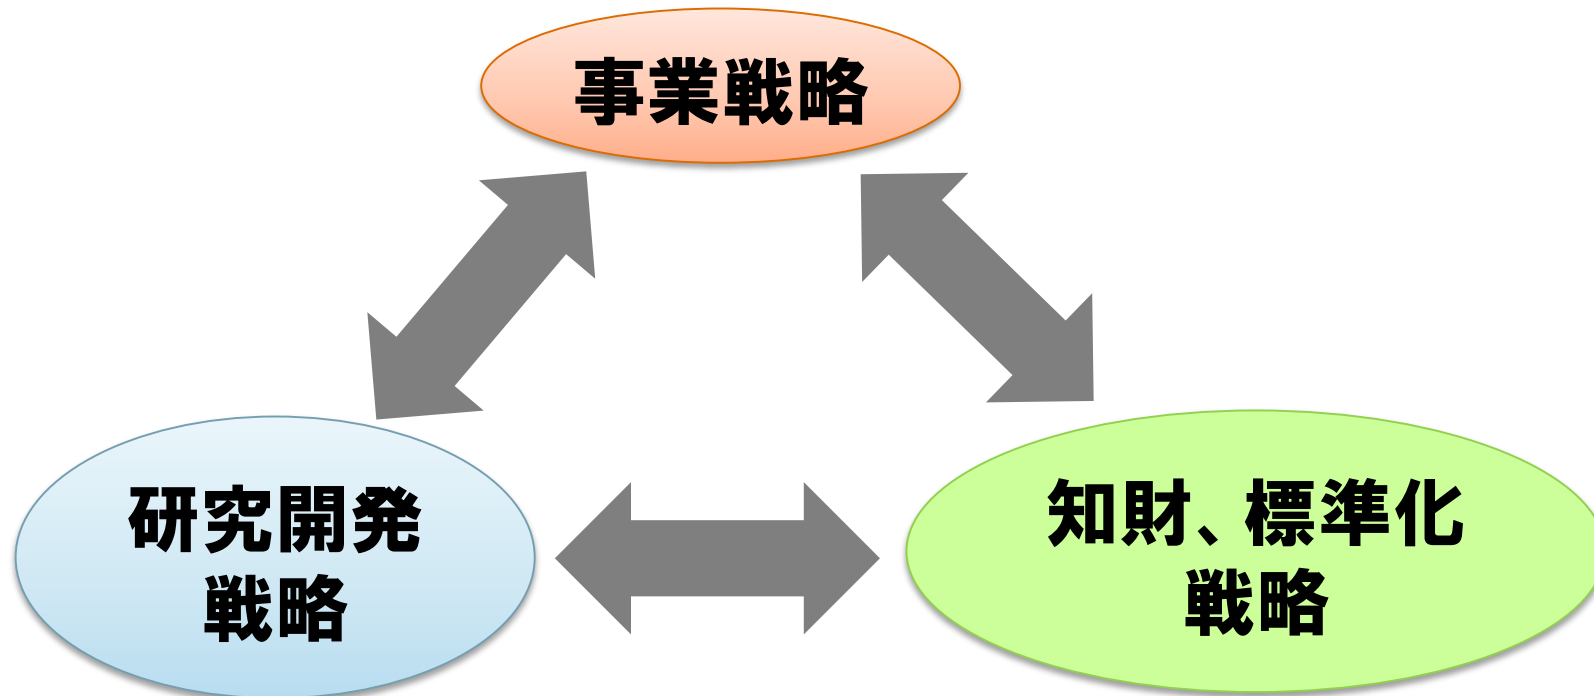 事業戦略
研究開発
戦略
知財、標準化
戦略